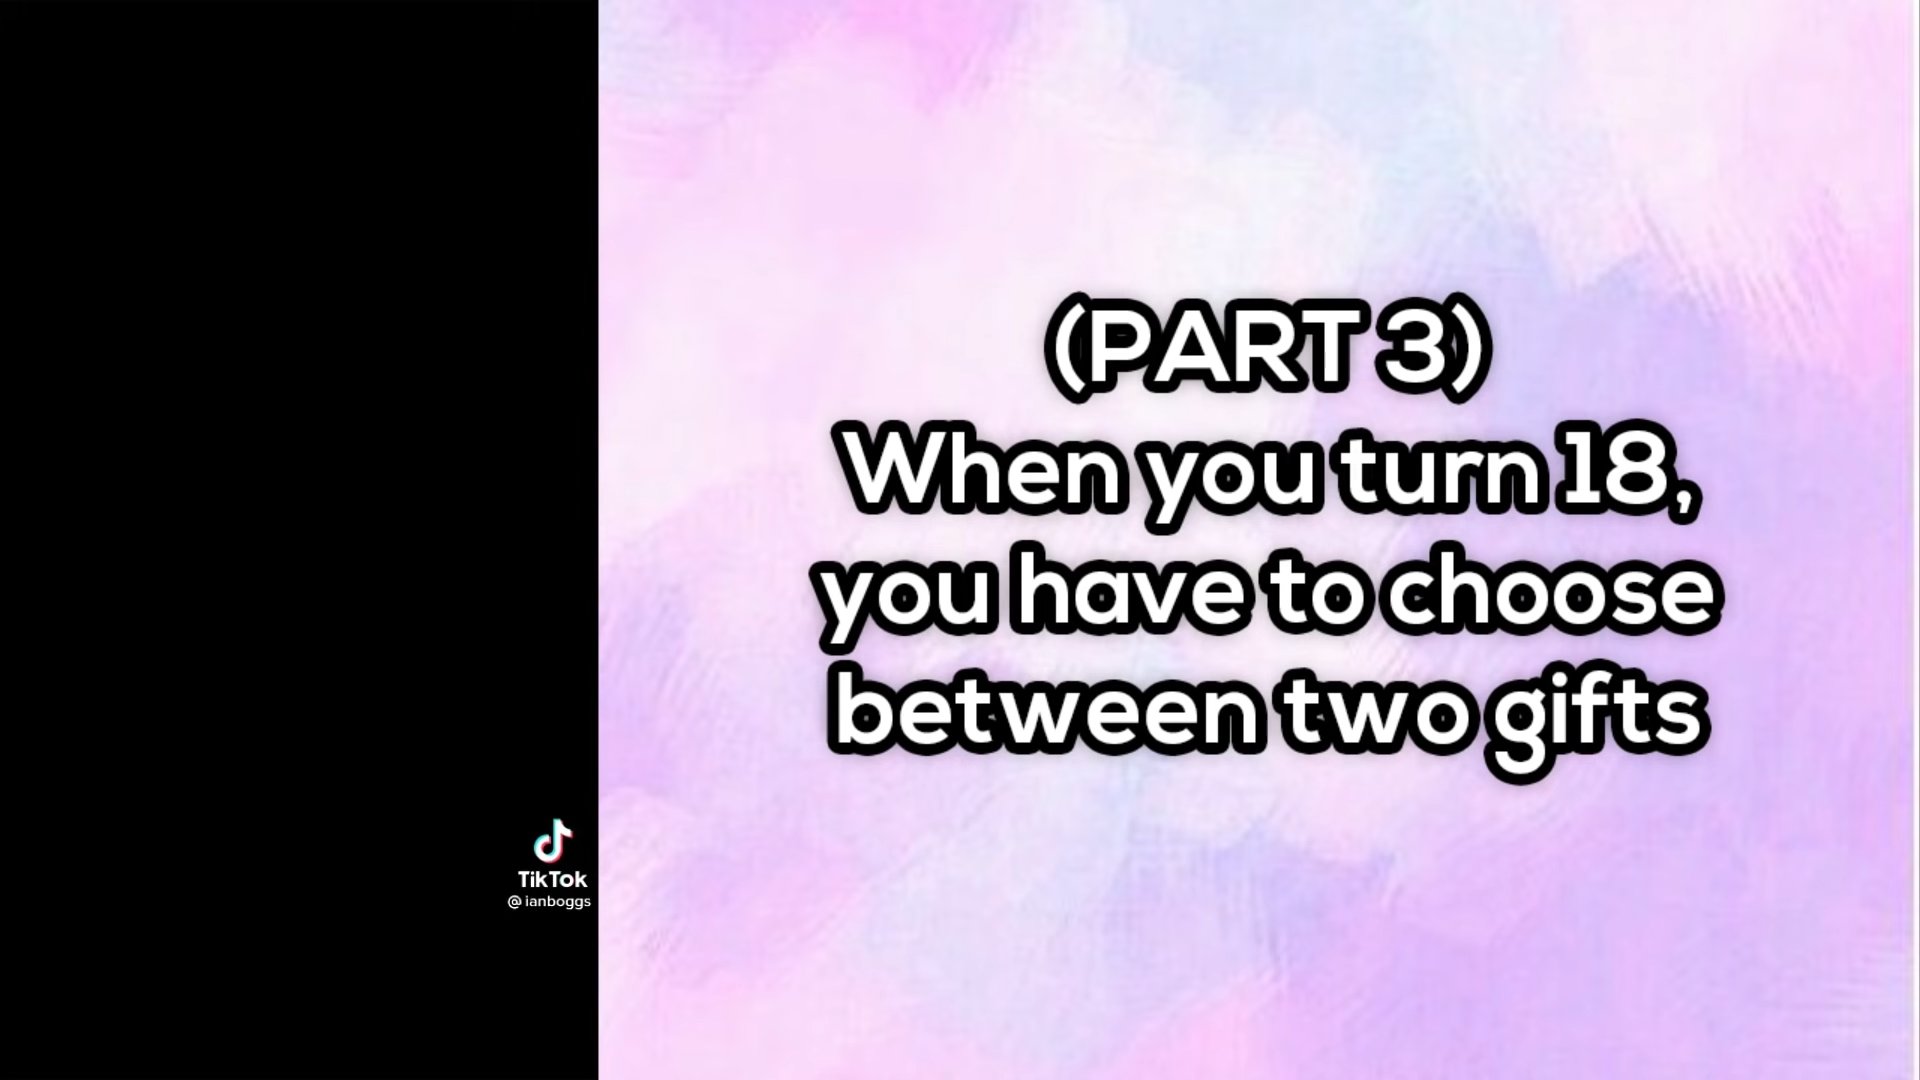 (PART 3)
When you turn 18,
you have to choose
between two gifts
TikTok
@ianboggs